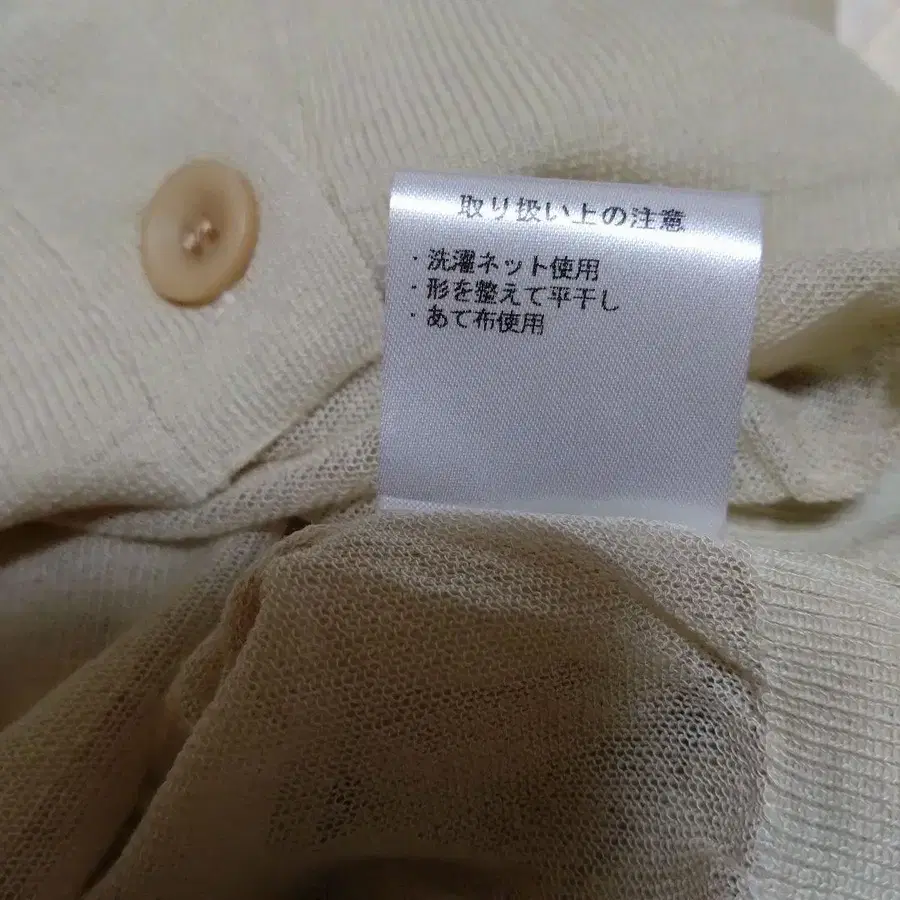 取り扱い上の注意
・洗濯ネット使用
・形を整えて平干し
・あて布使用